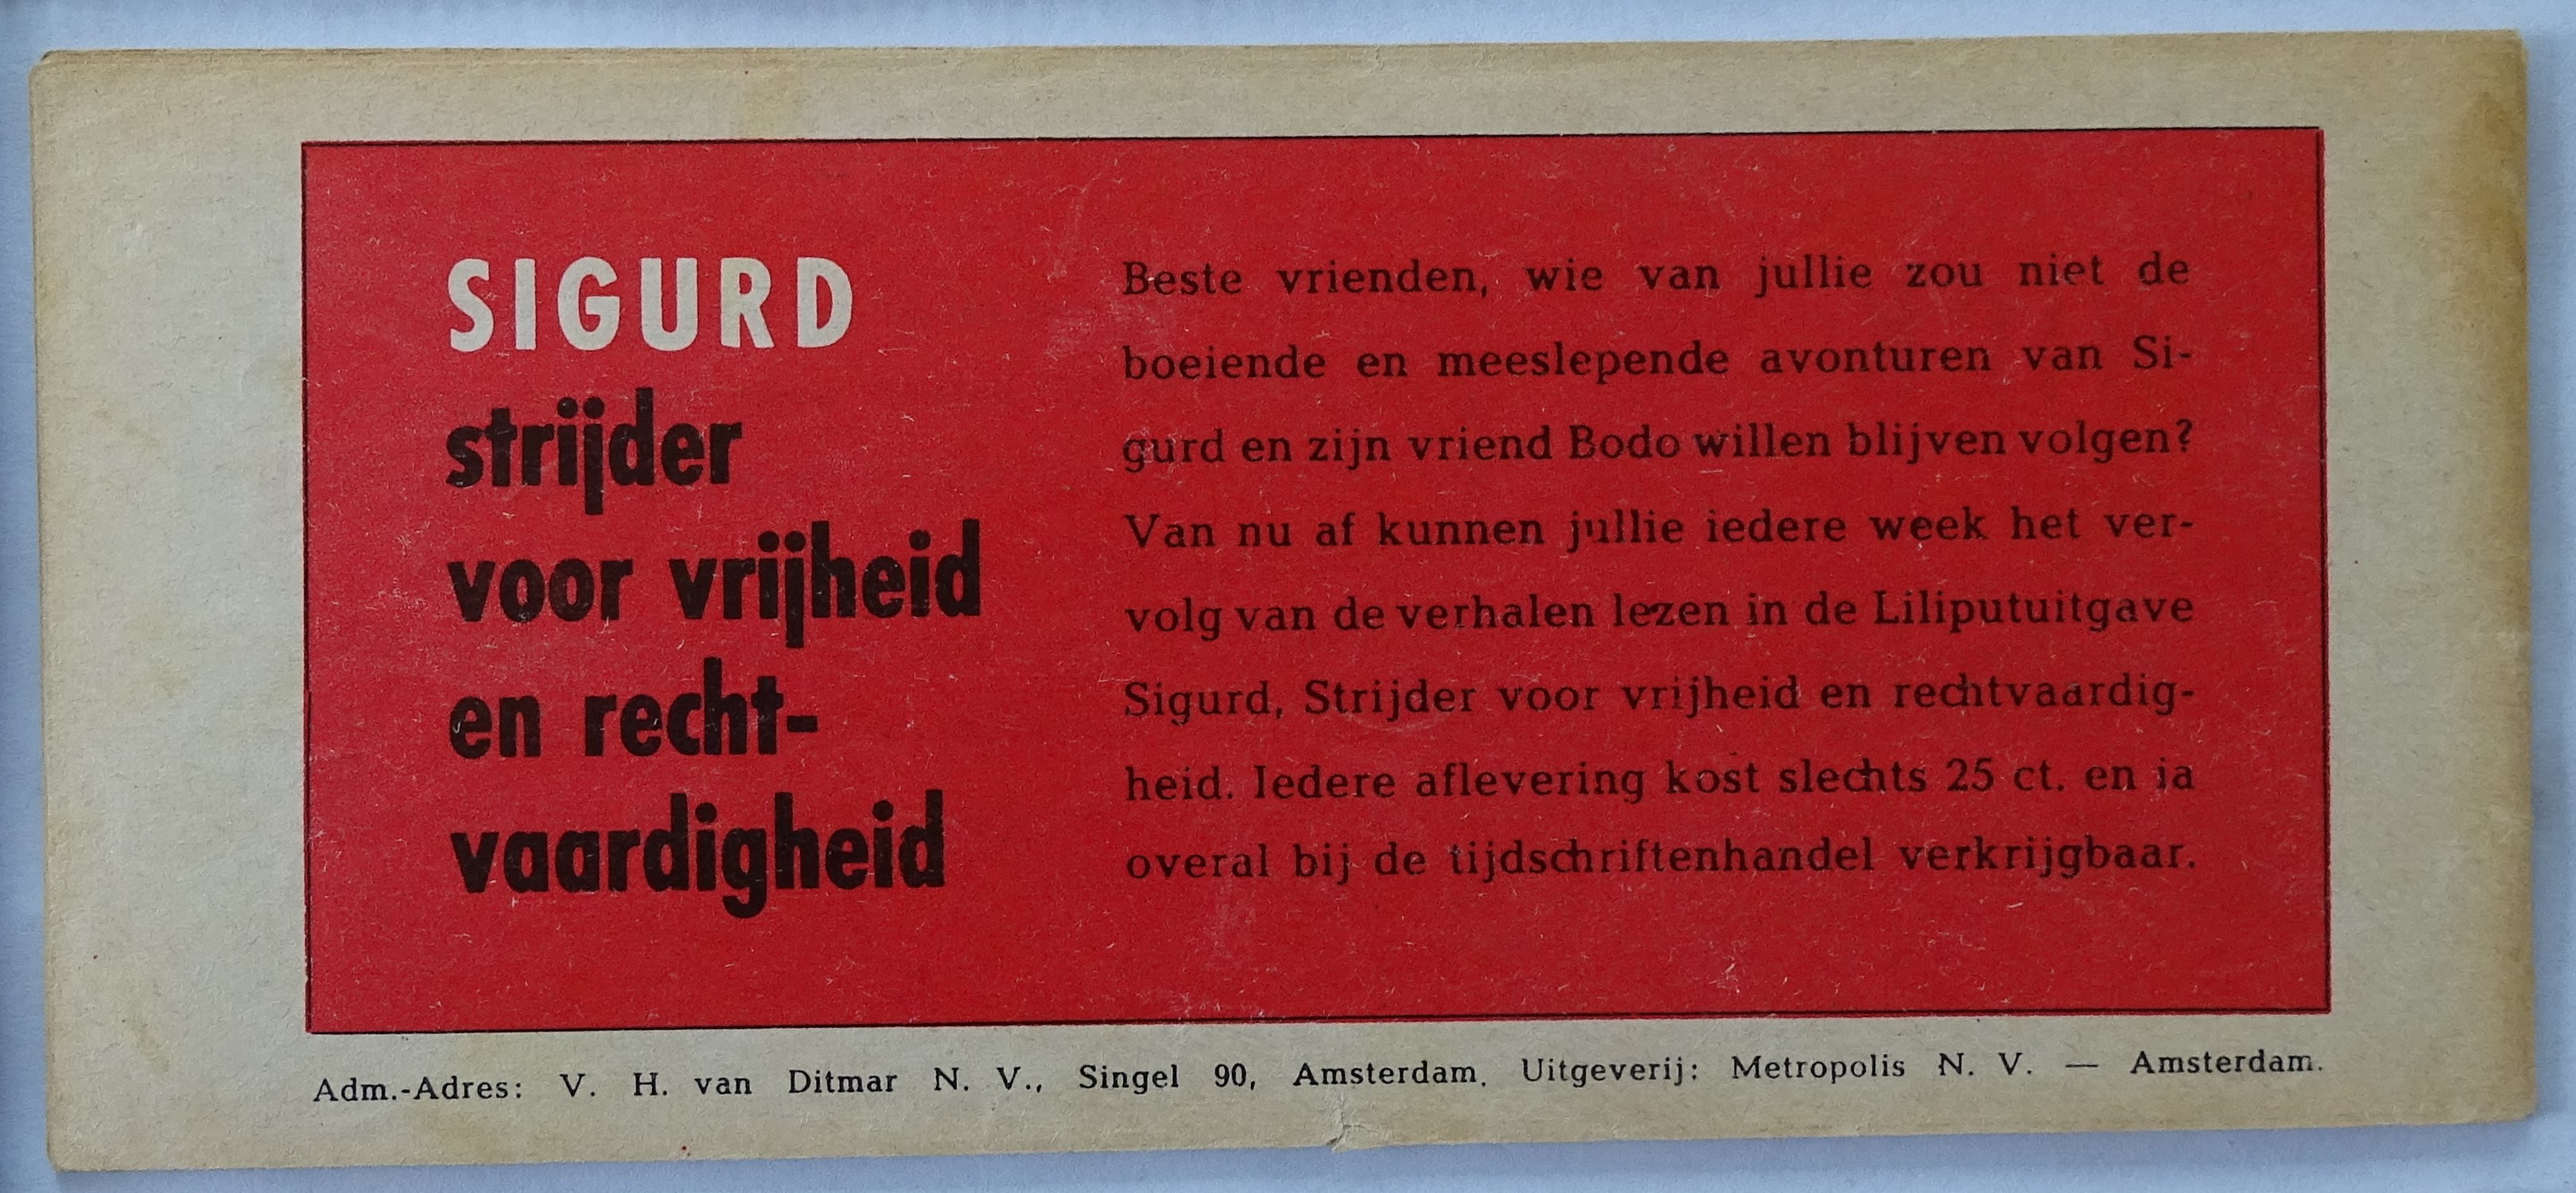 SIGURD
strijder
voor vrijheid
en recht-
vaardigheid
Beste vrienden, wie van jullie zou niet de
boeiende en meeslepende avonturen van Si-
gurd en zijn vriend Bodo willen blijven volgen?
Van nu af kunnen jullie iedere week het ver-
volg van de verhalen lezen in de Liliputuitgave
Sigurd, Strijder voor vrijheid en rechtvaardig-
heid. Iedere aflevering kost slechts 25 ct. en ia
overal bij de tijdschriftenhandel verkrijgbaar.
Adm.-Adres: V. H. van Ditmar N. V., Singel 90, Amsterdam. Uitgeverij: Metropolis N. V. — Amsterdam.